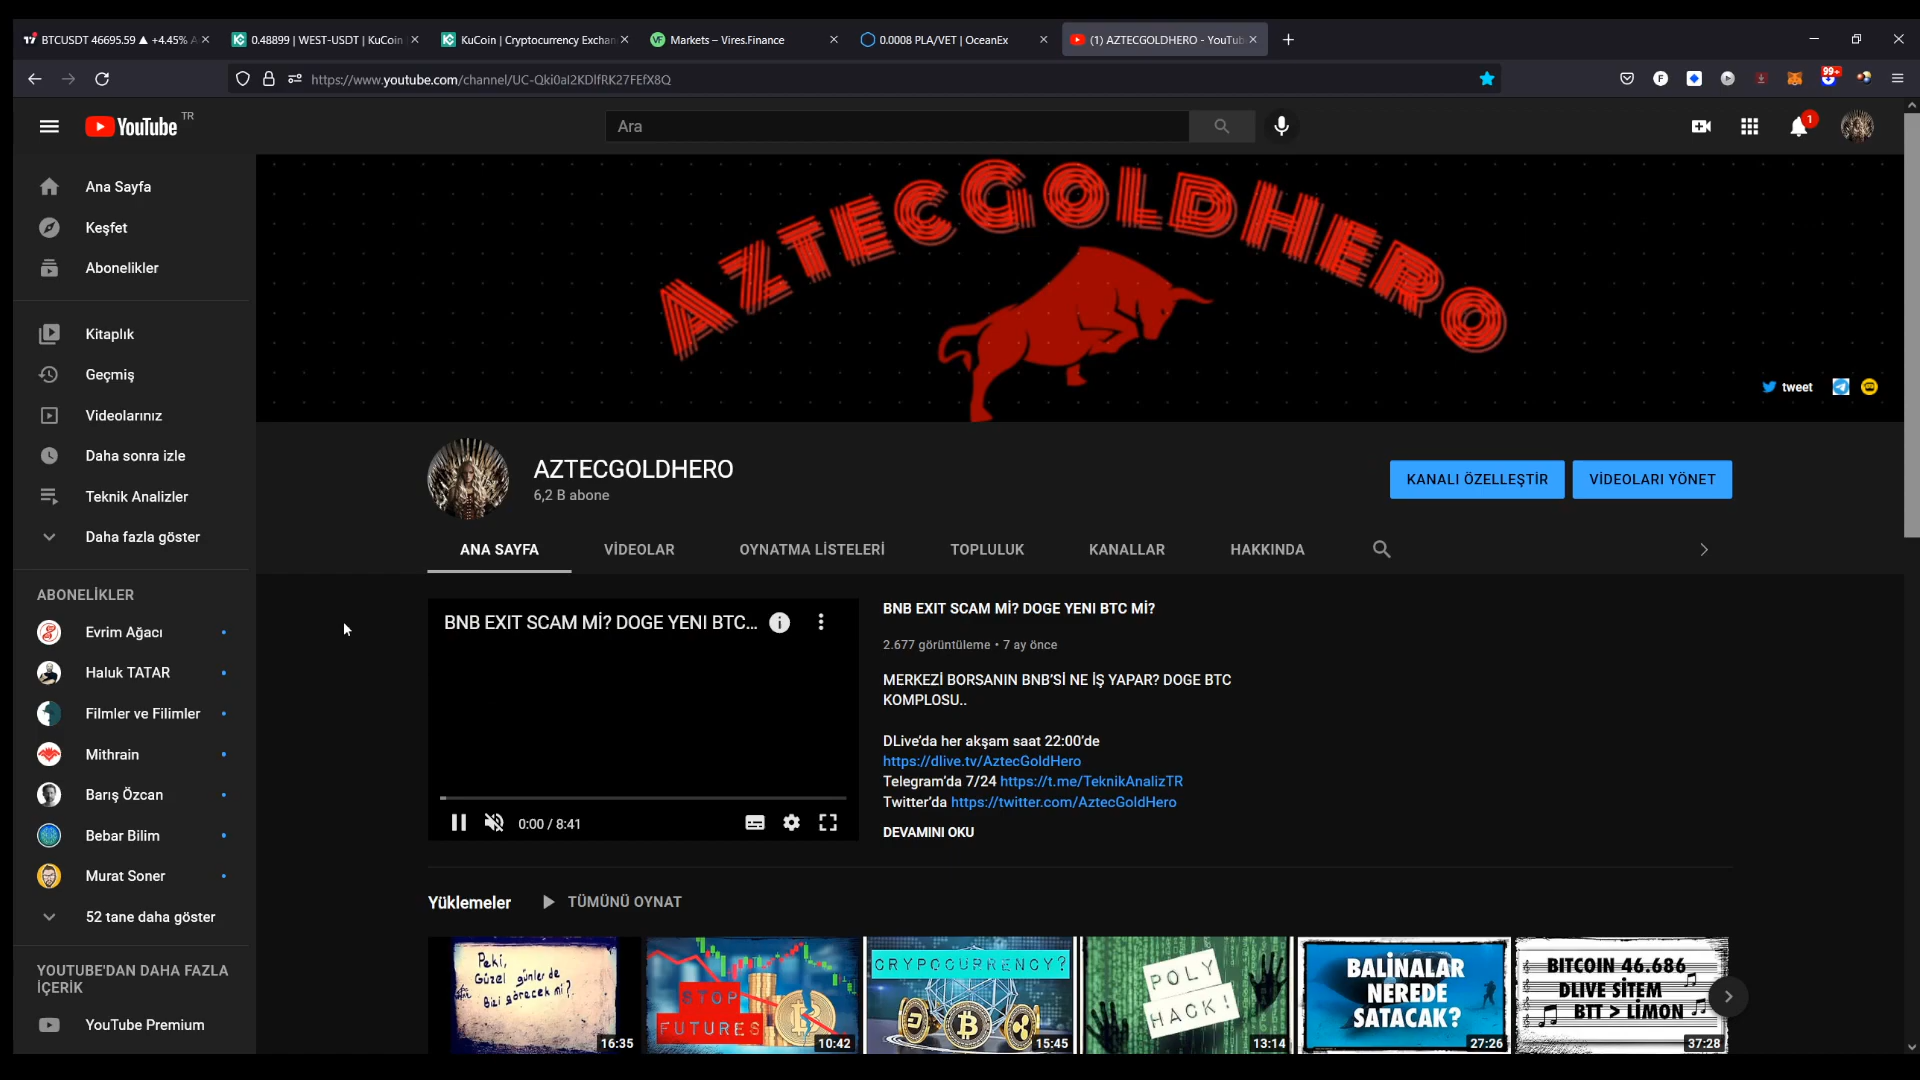 BTCUSDT 46695.59 ▲ +4.45%
0.48899 | WEST-USDT | KuCoin
KuCoin | Cryptocurrency Exchan
Markets – Vires.Finance
0.0008 PLA/VET | OceanEx
(1) AZTECGOLDHERO - YouTub
https://www.youtube.com/channel/UC-Qki0al2KDlfRK27FEfX8Q
99+
YouTube TR
Ara
1
Ana Sayfa
Keşfet
Abonelikler
Kitaplık
Geçmiş
Videolarınız
Daha sonra izle
Teknik Analizler
Daha fazla göster
ABONELİKLER
Evrim Ağacı
Haluk TATAR
Filmler ve Filimler
Mithrain
Barış Özcan
Bebar Bilim
Murat Soner
52 tane daha göster
YOUTUBE'DAN DAHA FAZLA
İÇERİK
YouTube Premium
AZTECGOLDHERO
tweet
AZTECGOLDHERO
6,2 B abone
KANALI ÖZELLEŞTİR
VİDEOLARI YÖNET
ANA SAYFA
VİDEOLAR
OYNATMA LİSTELERİ
TOPLULUK
KANALLAR
HAKKINDA
BNB EXIT SCAM Mİ? DOGE YENI BTC...
0:00 / 8:41
BNB EXIT SCAM Mİ? DOGE YENI BTC Mİ?
2.677 görüntüleme • 7 ay önce
MERKEZİ BORSANIN BNB'Sİ NE İŞ YAPAR? DOGE BTC
KOMPLOSU..
DLive'da her akşam saat 22:00'de
https://dlive.tv/AztecGoldHero
Telegram'da 7/24 https://t.me/TeknikAnalizTR
Twitter'da https://twitter.com/AztecGoldHero
DEVAMINI OKU
Yüklemeler
TÜMÜNÜ OYNAT
Peki,
Güzel günler de
Bizi görecek mi?
16:35
STOP
FUTURES
10:42
CRYPOCURRENCY?
15:45
POLY
HACK!
13:14
BALİNALAR
NEREDE
SATACAK?
27:26
BITCOIN 46.686
DLIVE SİTEM
BTT > LİMON
37:28